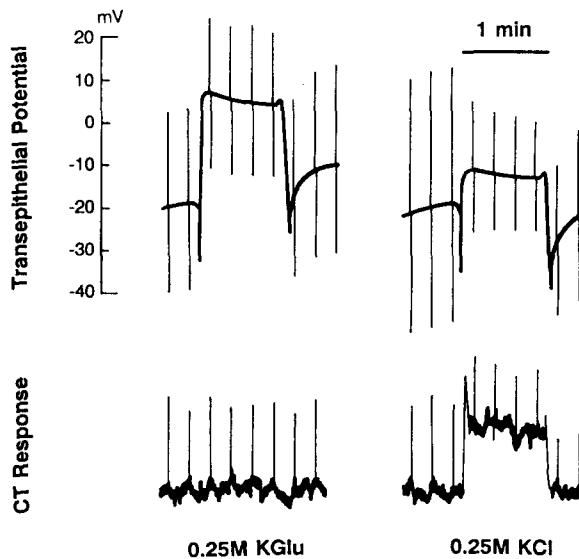 mV
20
10
0
-10
-20
-30
-40
Transepithelial Potential
1 min
CT Response
0.25M KGlu
0.25M KCl